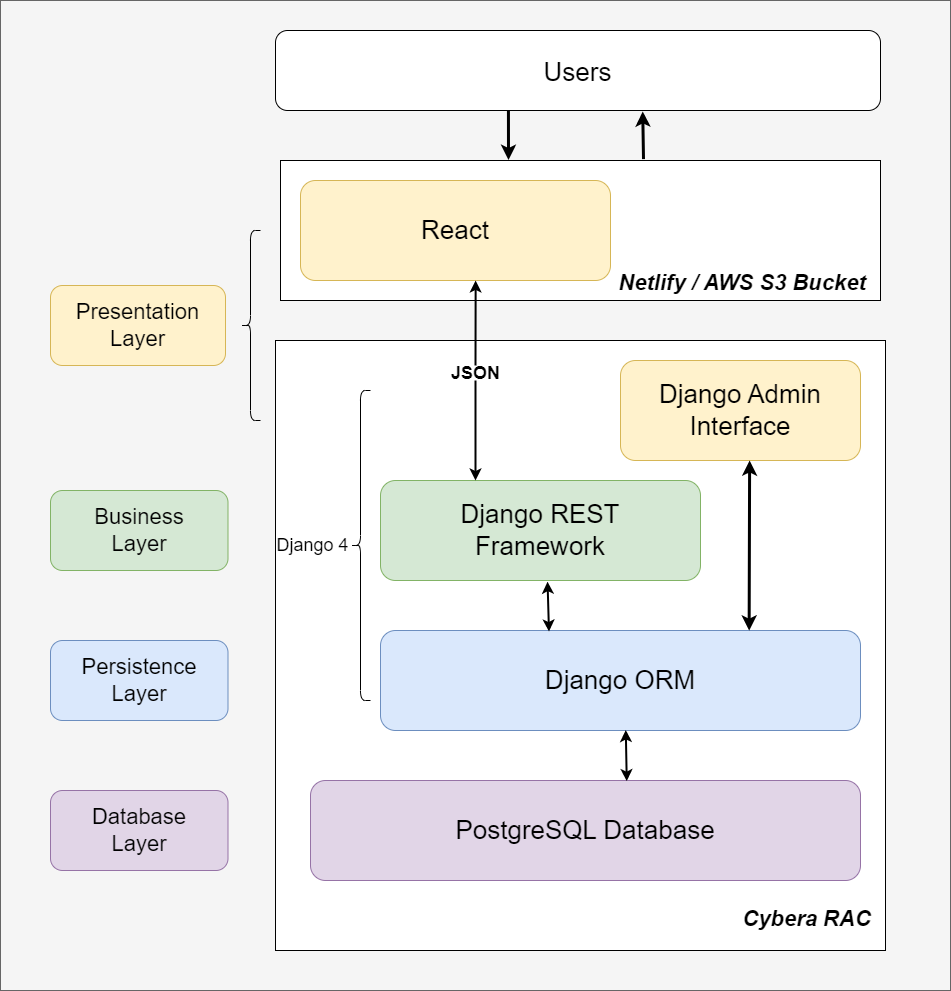 Users
React
Netlify / AWS S3 Bucket
Presentation
Layer
JSON
Django Admin
Interface
Business
Layer
Django 4
Django REST
Framework
Persistence
Layer
Django ORM
Database
Layer
PostgreSQL Database
Cybera RAC